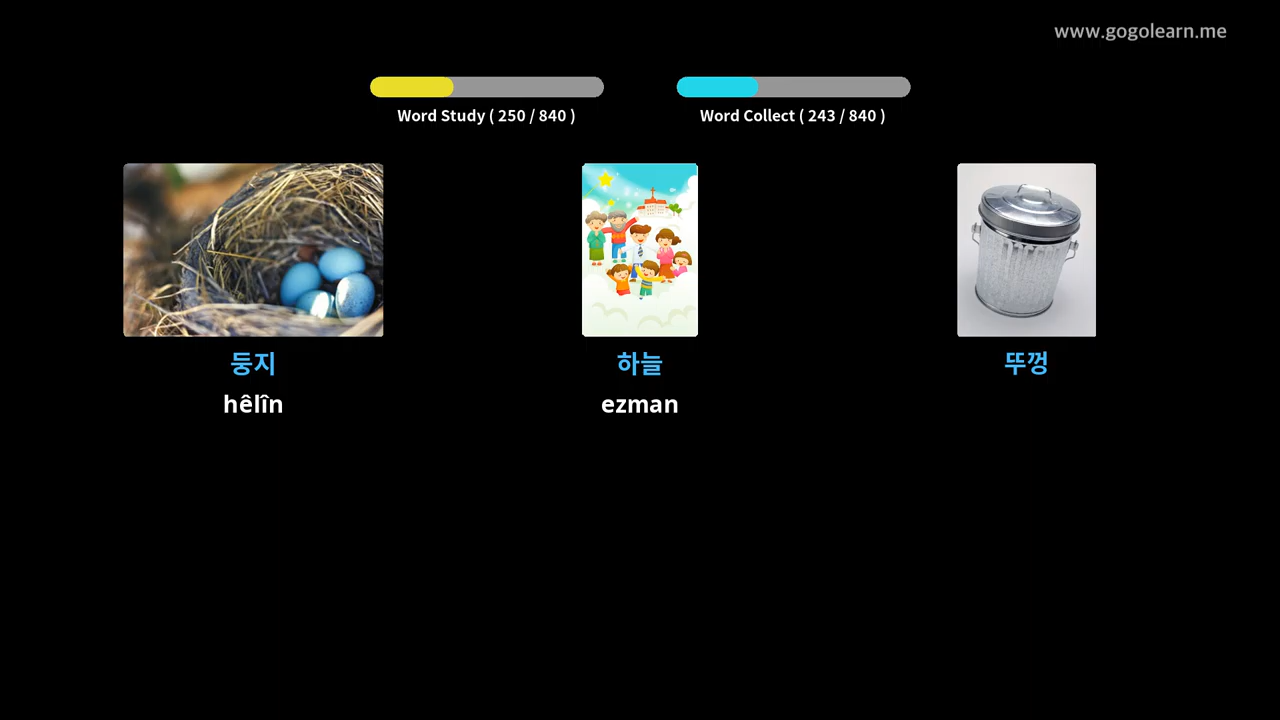 www.gogolearn.me
Word Study ( 250 / 840 )
Word Collect ( 243 / 840 )
둥지
하늘
뚜껑
hêlîn
ezman